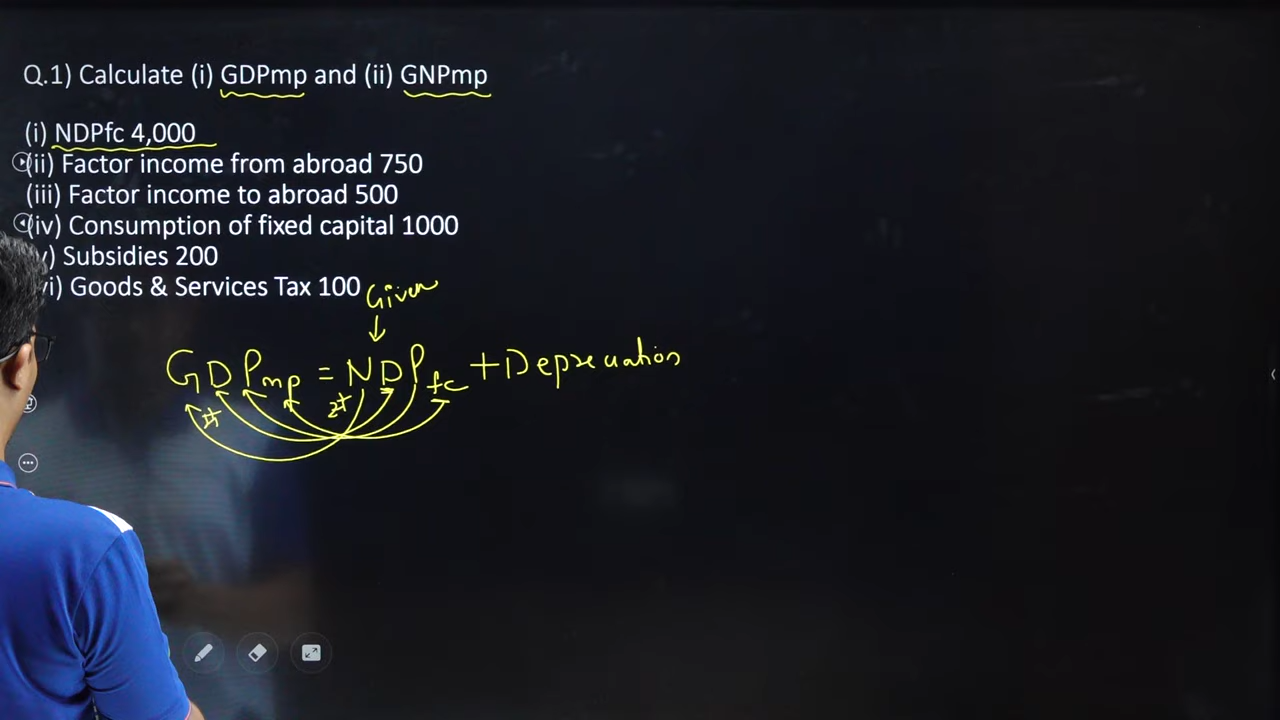 Q.1) Calculate (i) GDPmp and (ii) GNPmp
(i) NDPfc 4,000
(ii) Factor income from abroad 750
(iii) Factor income to abroad 500
(iv) Consumption of fixed capital 1000
v) Subsidies 200
vi) Goods & Services Tax 100
Given
GDPmp = NDPfc + Depreciation